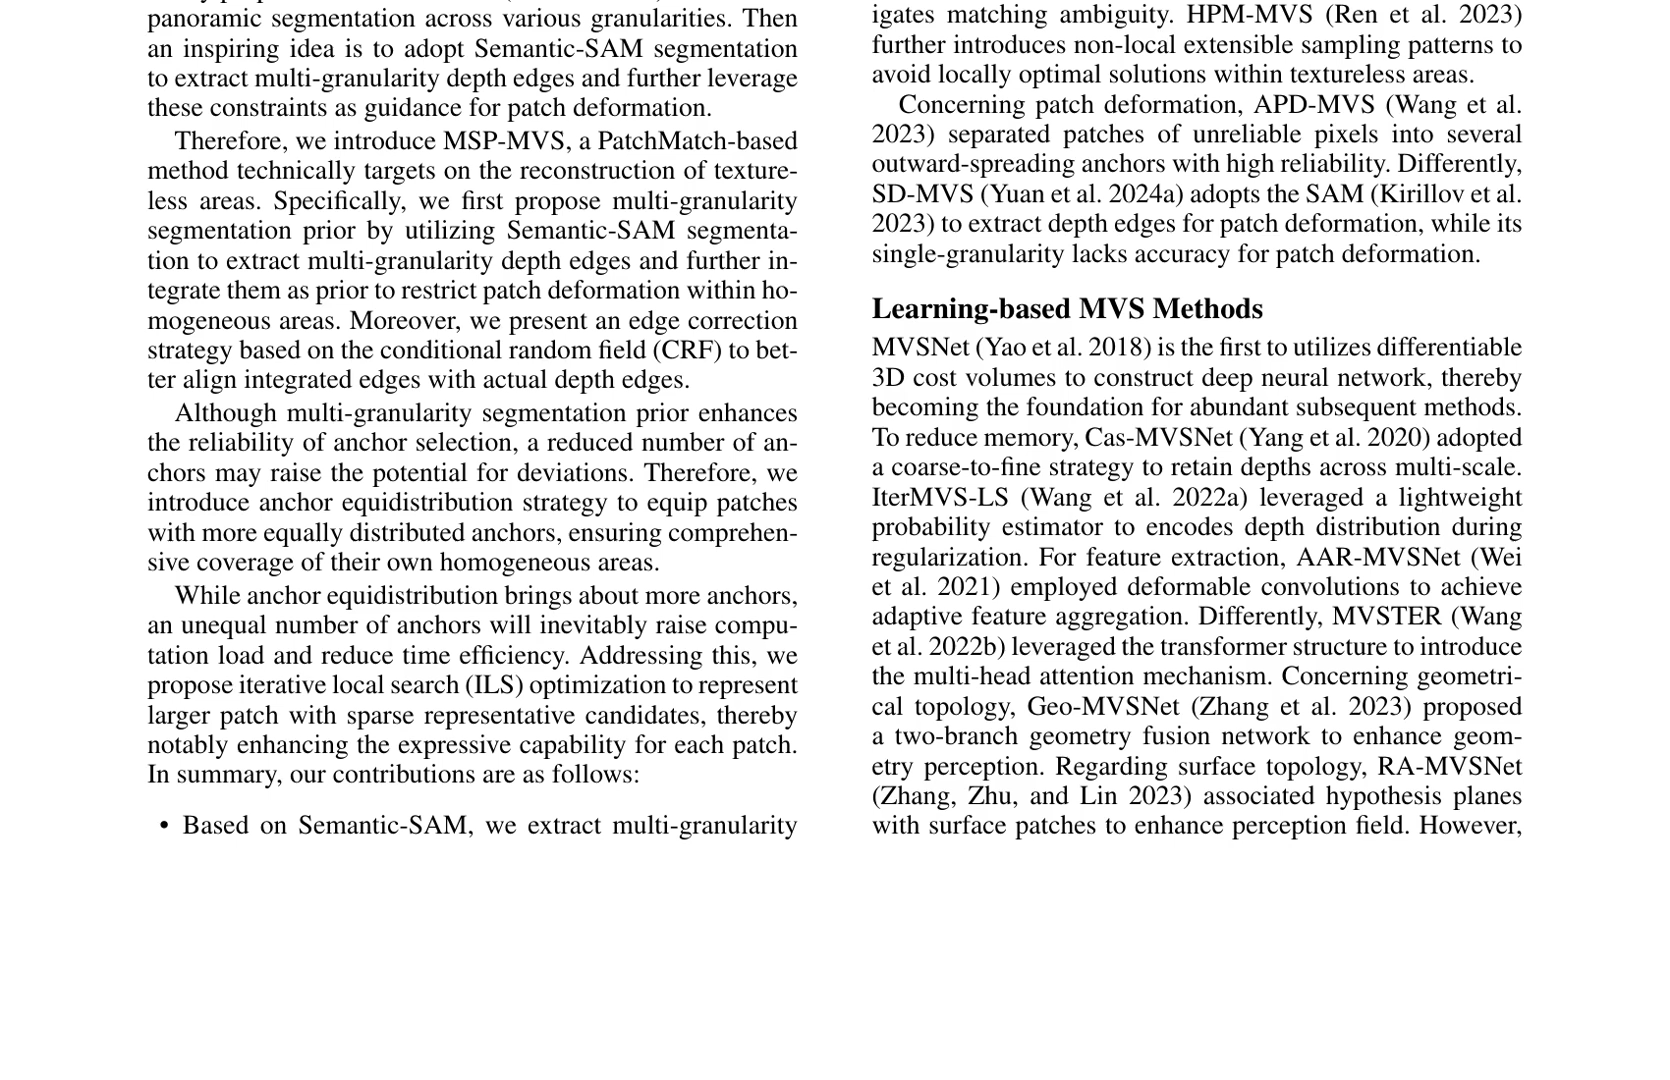 panoramic segmentation across various granularities. Then
an inspiring idea is to adopt Semantic-SAM segmentation
to extract multi-granularity depth edges and further leverage
these constraints as guidance for patch deformation.
Therefore, we introduce MSP-MVS, a PatchMatch-based
method technically targets on the reconstruction of texture-
less areas. Specifically, we first propose multi-granularity
segmentation prior by utilizing Semantic-SAM segmenta-
tion to extract multi-granularity depth edges and further in-
tegrate them as prior to restrict patch deformation within ho-
mogeneous areas. Moreover, we present an edge correction
strategy based on the conditional random field (CRF) to bet-
ter align integrated edges with actual depth edges.
Although multi-granularity segmentation prior enhances
the reliability of anchor selection, a reduced number of an-
chors may raise the potential for deviations. Therefore, we
introduce anchor equidistribution strategy to equip patches
with more equally distributed anchors, ensuring comprehen-
sive coverage of their own homogeneous areas.
While anchor equidistribution brings about more anchors,
an unequal number of anchors will inevitably raise compu-
tation load and reduce time efficiency. Addressing this, we
propose iterative local search (ILS) optimization to represent
larger patch with sparse representative candidates, thereby
notably enhancing the expressive capability for each patch.
In summary, our contributions are as follows:
• Based on Semantic-SAM, we extract multi-granularity
igates matching ambiguity. HPM-MVS (Ren et al. 2023)
further introduces non-local extensible sampling patterns to
avoid locally optimal solutions within textureless areas.
Concerning patch deformation, APD-MVS (Wang et al.
2023) separated patches of unreliable pixels into several
outward-spreading anchors with high reliability. Differently,
SD-MVS (Yuan et al. 2024a) adopts the SAM (Kirillov et al.
2023) to extract depth edges for patch deformation, while its
single-granularity lacks accuracy for patch deformation.
Learning-based MVS Methods
MVSNet (Yao et al. 2018) is the first to utilizes differentiable
3D cost volumes to construct deep neural network, thereby
becoming the foundation for abundant subsequent methods.
To reduce memory, Cas-MVSNet (Yang et al. 2020) adopted
a coarse-to-fine strategy to retain depths across multi-scale.
IterMVS-LS (Wang et al. 2022a) leveraged a lightweight
probability estimator to encodes depth distribution during
regularization. For feature extraction, AAR-MVSNet (Wei
et al. 2021) employed deformable convolutions to achieve
adaptive feature aggregation. Differently, MVSTER (Wang
et al. 2022b) leveraged the transformer structure to introduce
the multi-head attention mechanism. Concerning geometri-
cal topology, Geo-MVSNet (Zhang et al. 2023) proposed
a two-branch geometry fusion network to enhance geom-
etry perception. Regarding surface topology, RA-MVSNet
(Zhang, Zhu, and Lin 2023) associated hypothesis planes
with surface patches to enhance perception field. However,